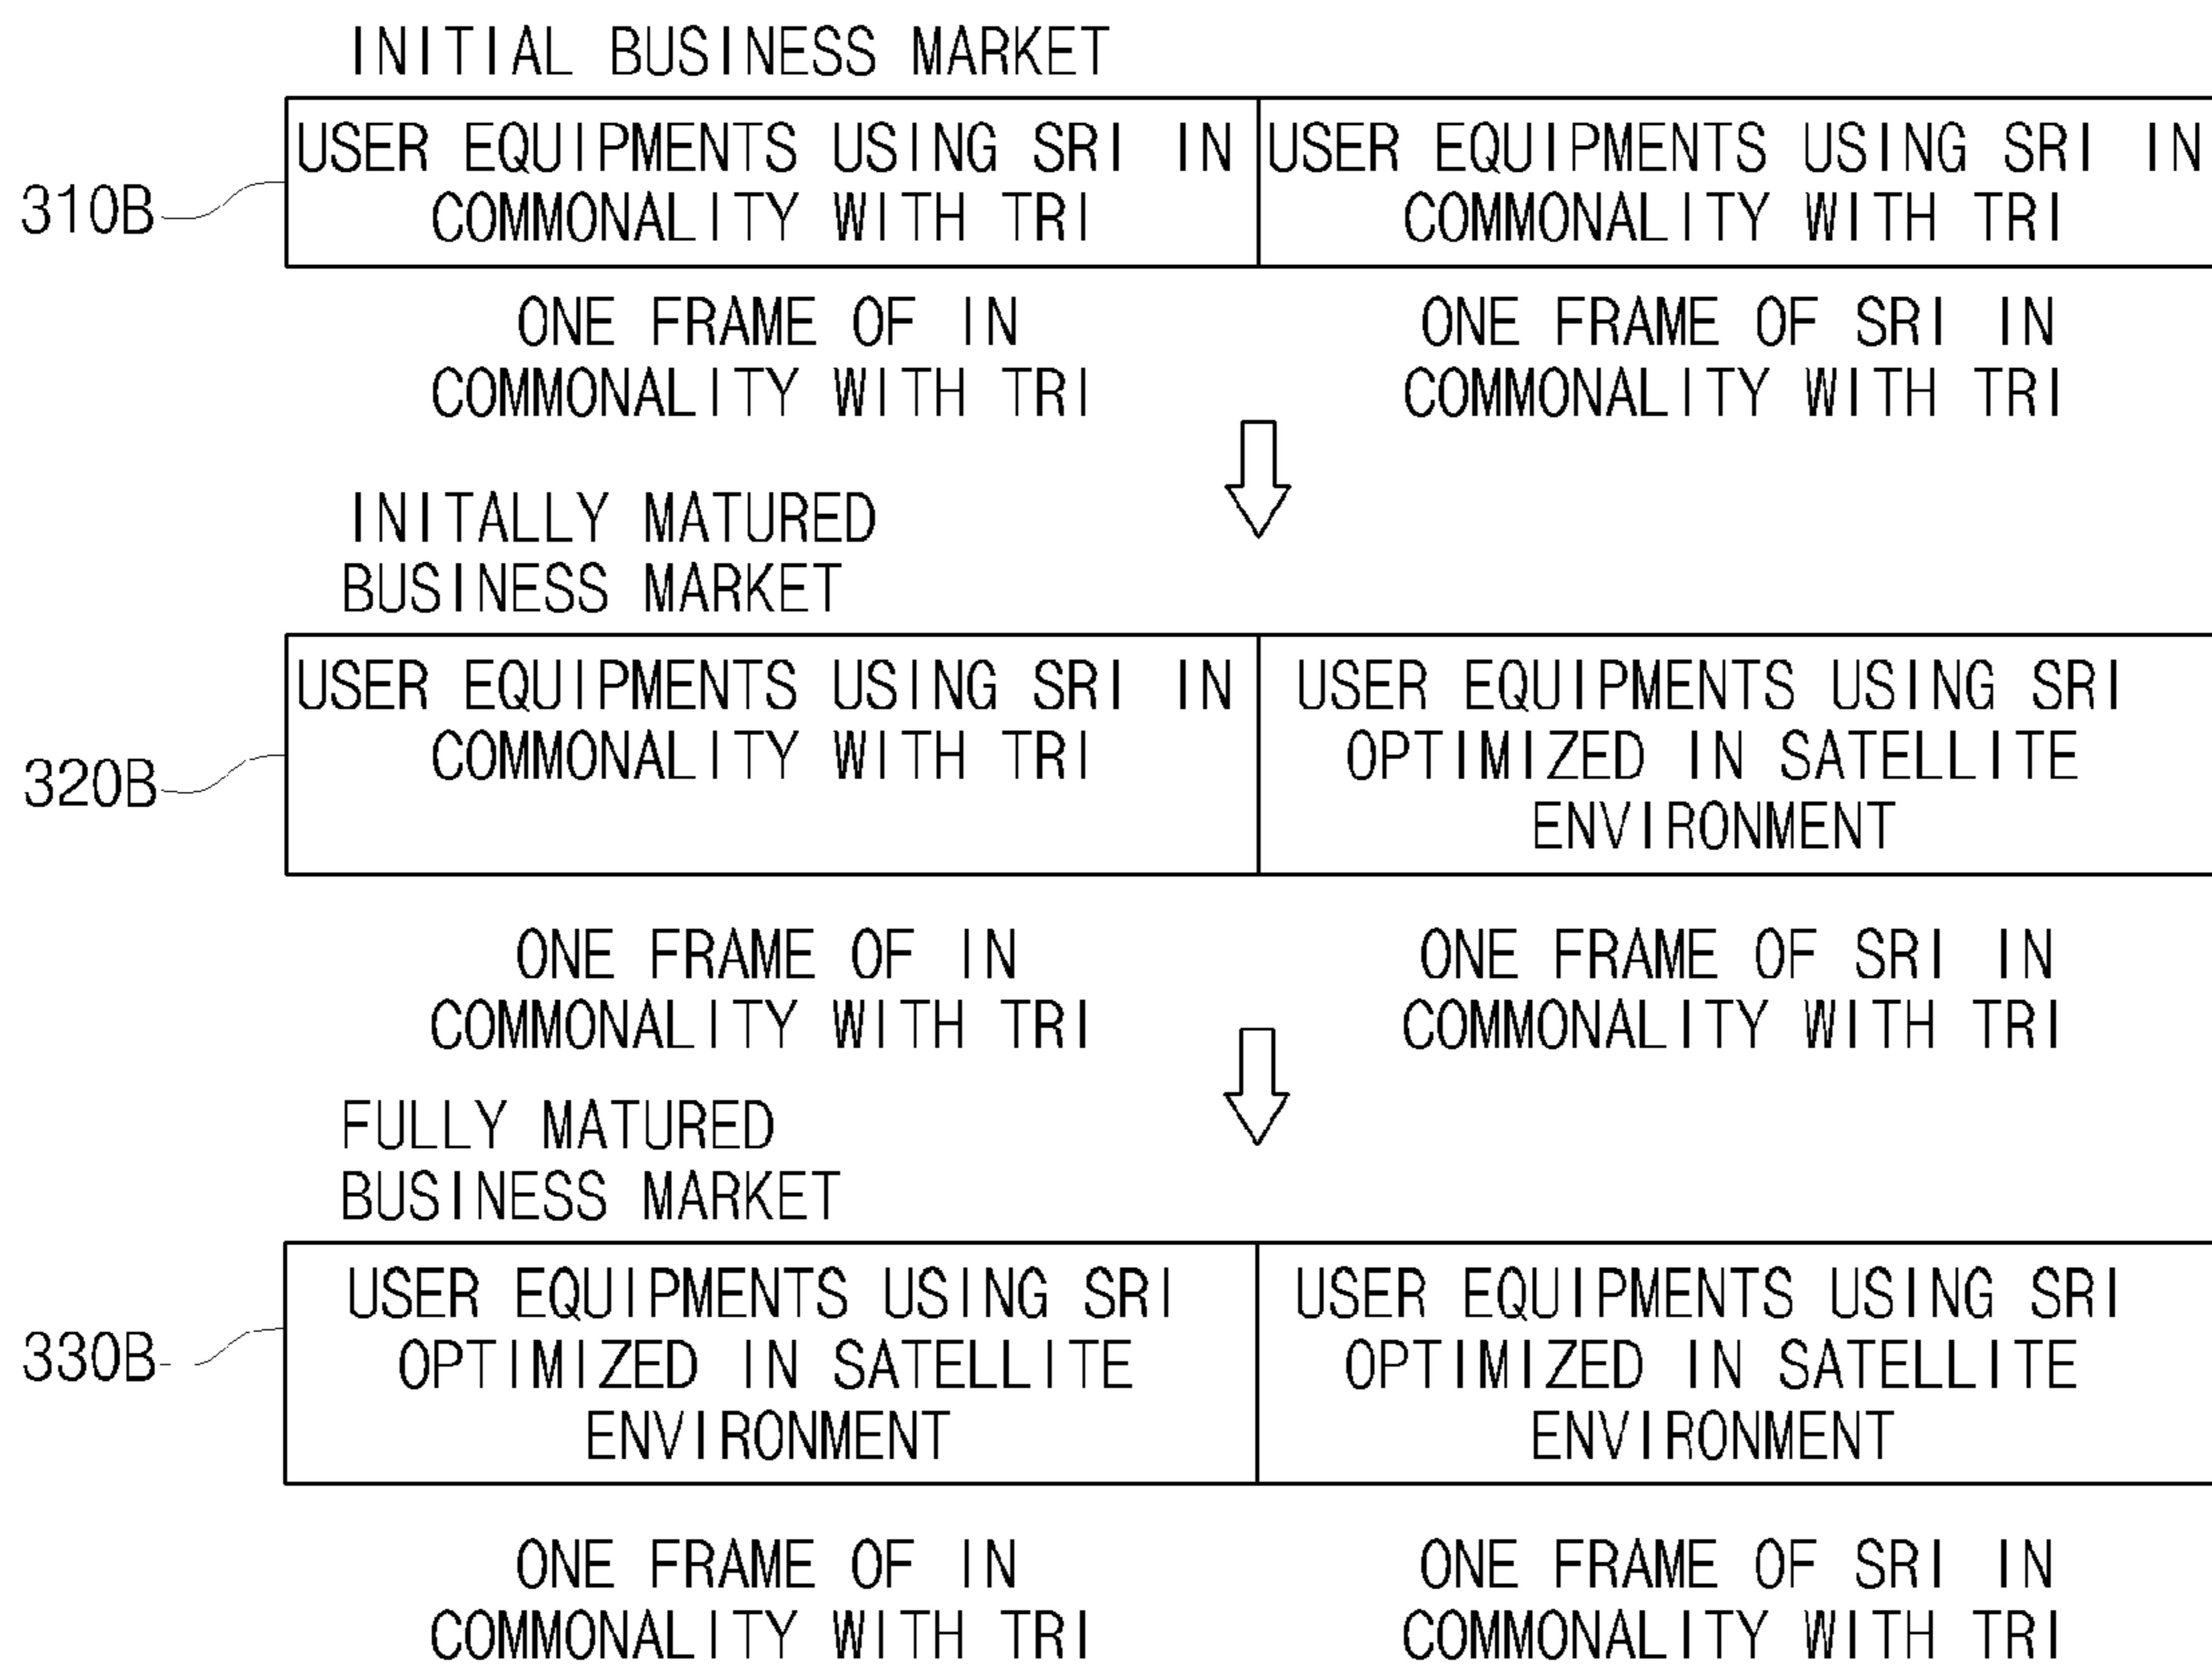 INITIAL BUSINESS MARKET
USER EQUIPMENTS USING SRI IN
COMMONALITY WITH TRI
USER EQUIPMENTS USING SRI IN
COMMONALITY WITH TRI
310B
ONE FRAME OF IN
COMMONALITY WITH TRI
ONE FRAME OF SRI IN
COMMONALITY WITH TRI
INITALLY MATURED
BUSINESS MARKET
USER EQUIPMENTS USING SRI IN
COMMONALITY WITH TRI
USER EQUIPMENTS USING SRI
OPTIMIZED IN SATELLITE
ENVIRONMENT
320B
ONE FRAME OF IN
COMMONALITY WITH TRI
ONE FRAME OF SRI IN
COMMONALITY WITH TRI
FULLY MATURED
BUSINESS MARKET
USER EQUIPMENTS USING SRI
OPTIMIZED IN SATELLITE
ENVIRONMENT
USER EQUIPMENTS USING SRI
OPTIMIZED IN SATELLITE
ENVIRONMENT
330B
ONE FRAME OF IN
COMMONALITY WITH TRI
ONE FRAME OF SRI IN
COMMONALITY WITH TRI